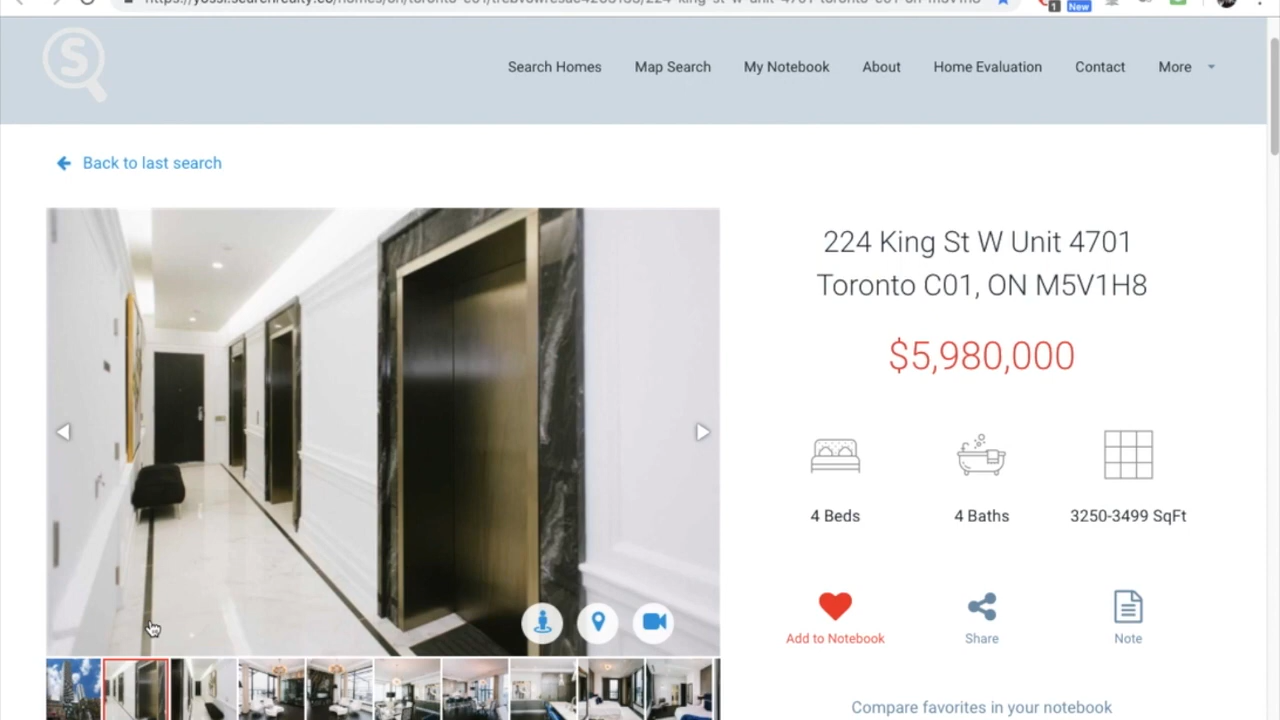 1
New
S
Search Homes
Map Search
My Notebook
About
Home Evaluation
Contact
More
Back to last search
224 King St W Unit 4701
Toronto C01, ON M5V1H8
$5,980,000
4 Beds
4 Baths
3250-3499 SqFt
Add to Notebook
Share
Note
Compare favorites in your notebook